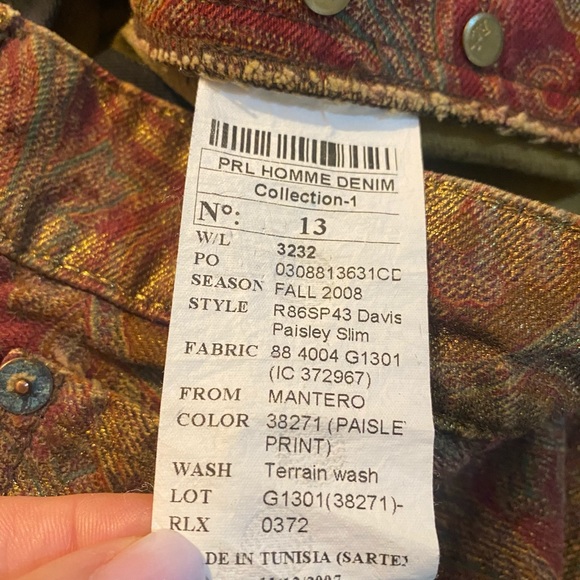 PRL HOMME DENIM
Collection-1
Nº: 13
W/L 3232
PO 0308813631CD
SEASON FALL 2008
STYLE R86SP43 Davis
Paisley Slim
FABRIC 88 4004 G1301
(IC 372967)
FROM MANTERO
COLOR 38271 (PAISLE
PRINT)
WASH Terrain wash
LOT G1301(38271)-
RLX 0372
DE IN TUNISIA (SARTEX